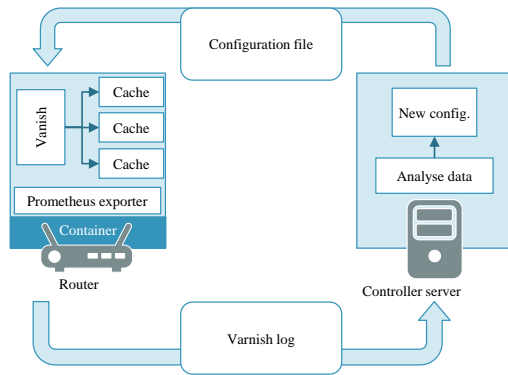 Configuration file
Vanish
Cache
Cache
Cache
Prometheus exporter
Container
Router
New config.
Analyse data
Controller server
Varnish log